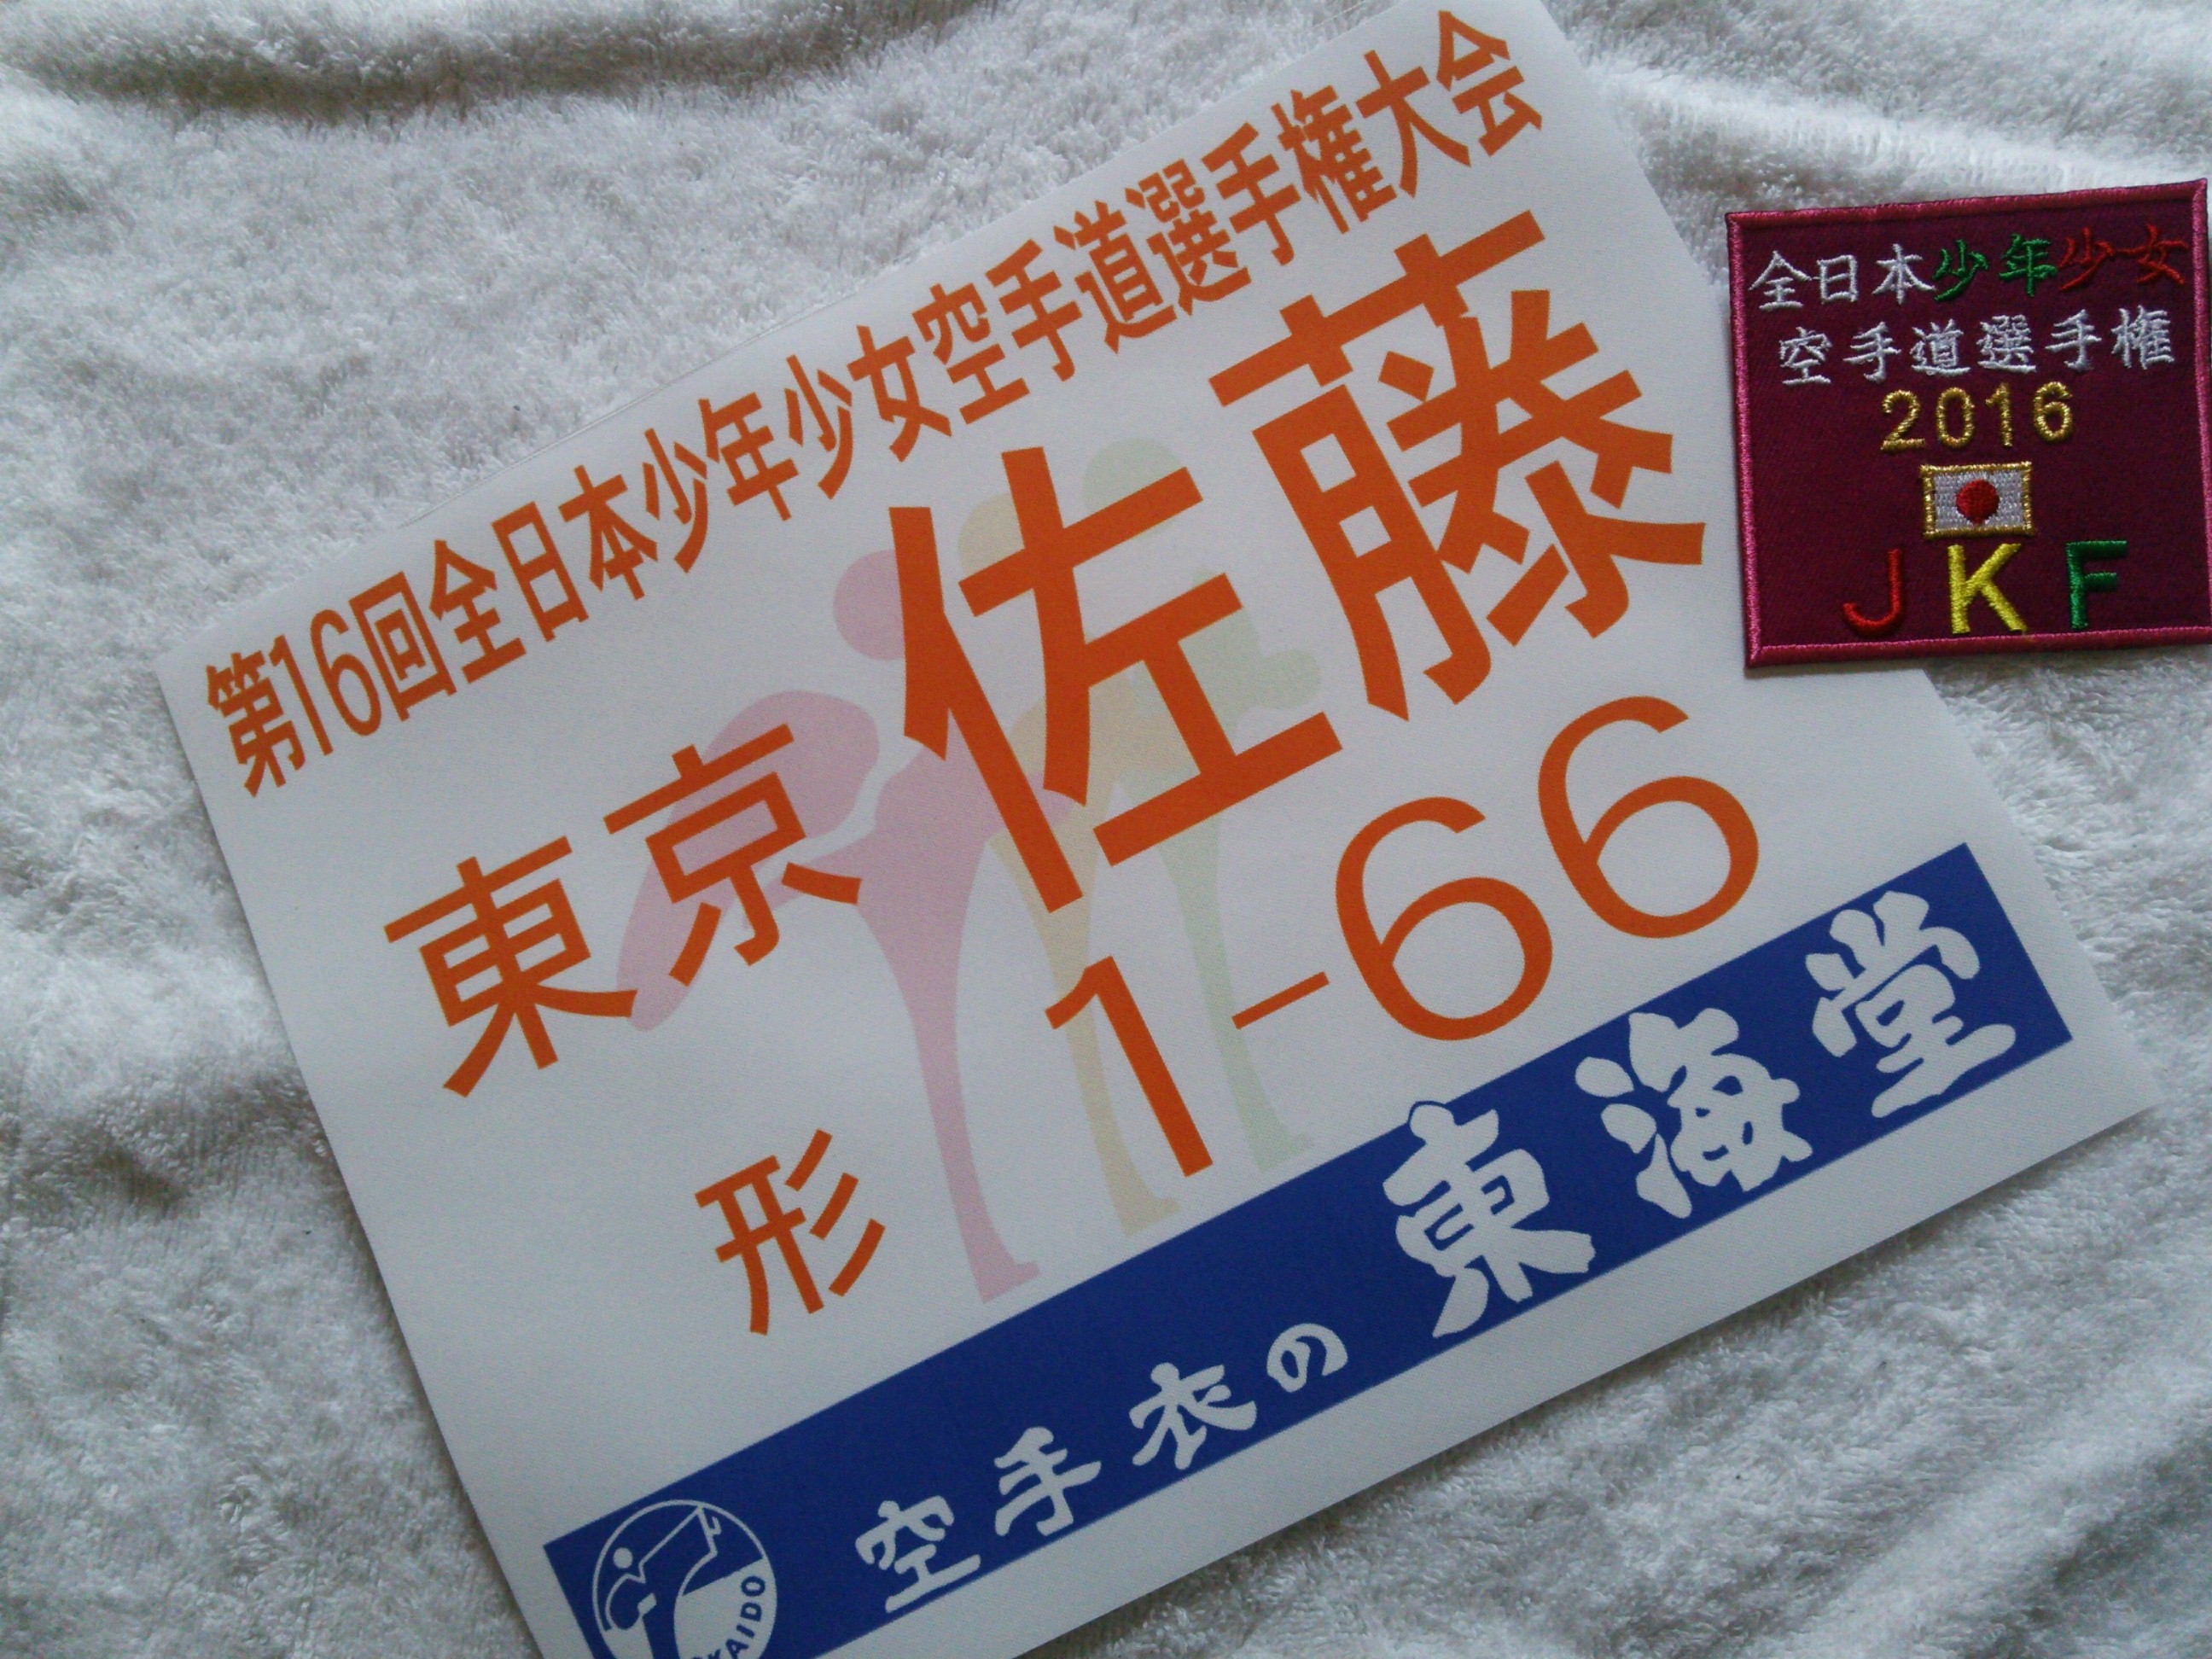 第16回全日本少年少女空手道選手権大会
東京 佐藤
形 1-66
空手衣の 東海堂
KAIDO
全日本少年少女
空手道選手権
2016
JKF